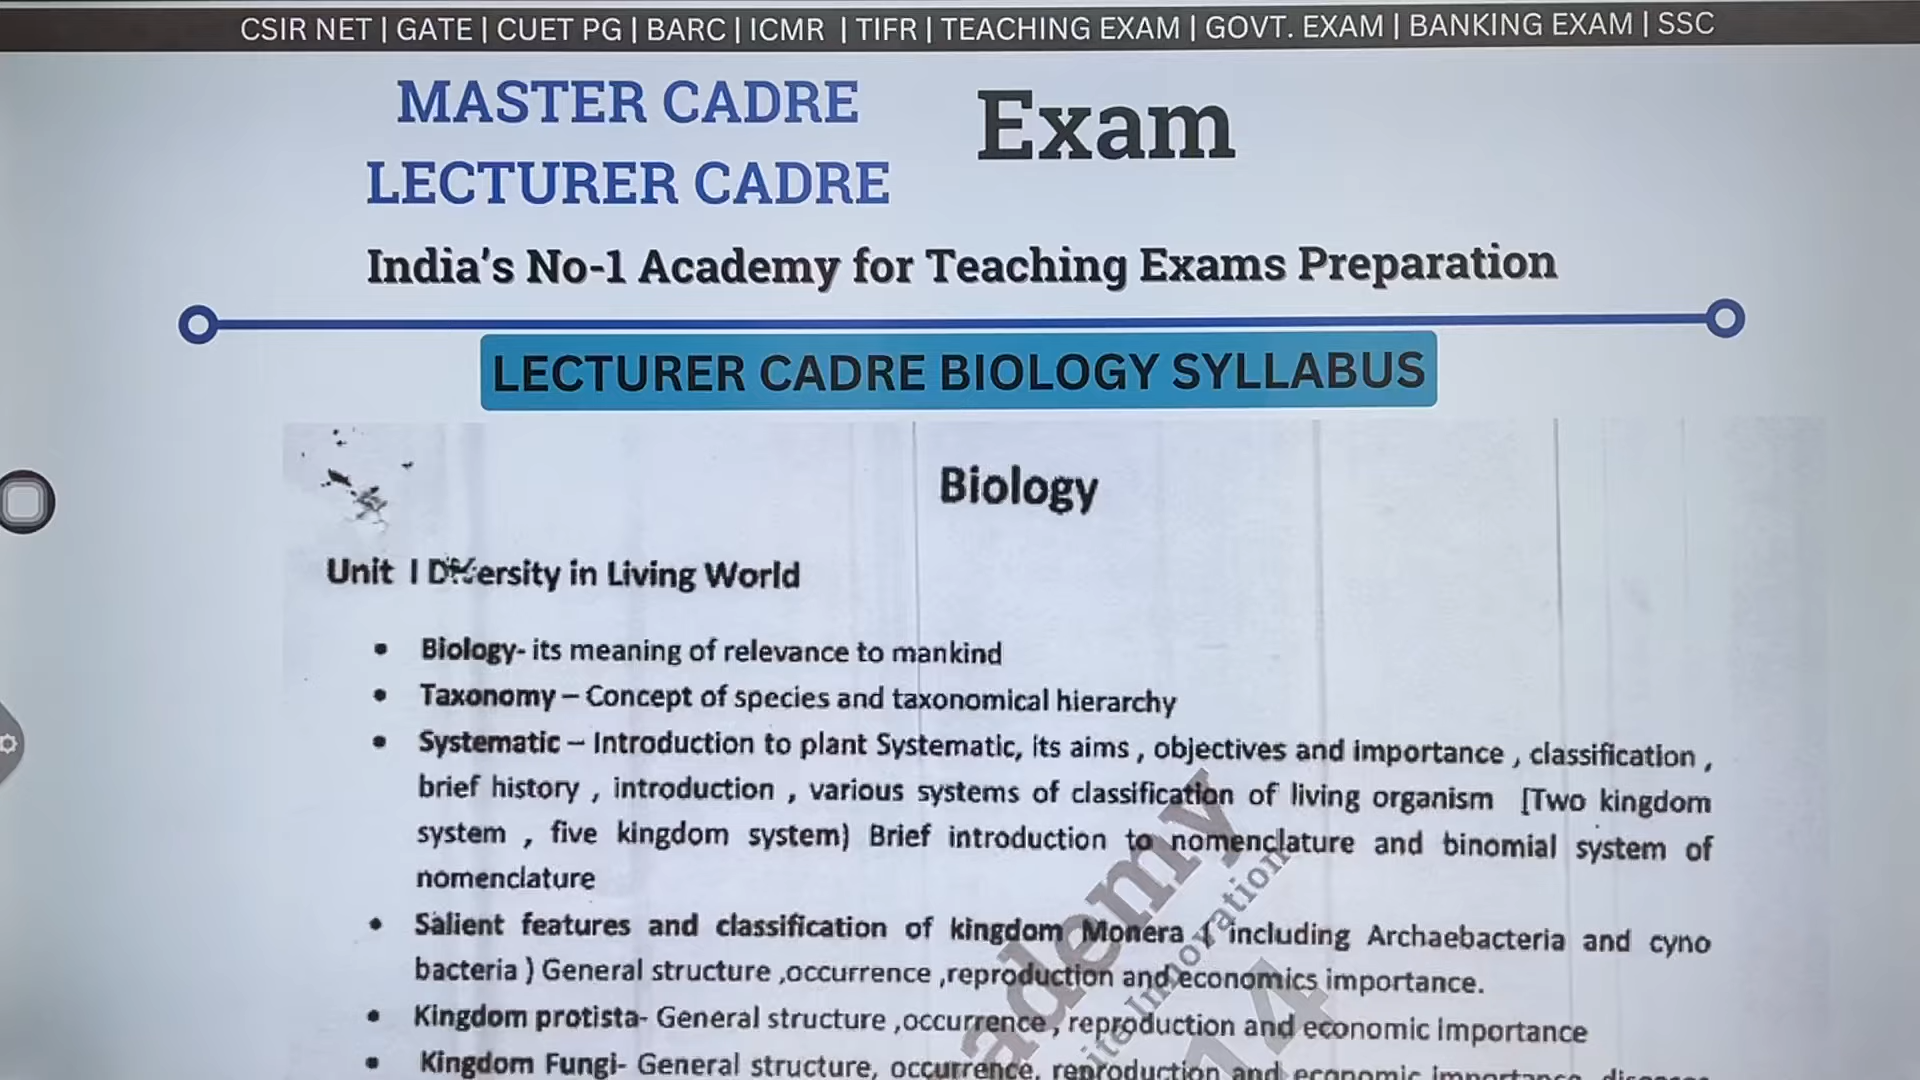 CSIR NET | GATE | CUET PG | BARC | ICMR | TIFR | TEACHING EXAM | GOVT. EXAM | BANKING EXAM | SSC
MASTER CADRE
LECTURER CADRE
Exam
India's No-1 Academy for Teaching Exams Preparation
LECTURER CADRE BIOLOGY SYLLABUS
Biology
Unit I Diversity in Living World
• Biology- its meaning of relevance to mankind
• Taxonomy – Concept of species and taxonomical hierarchy
• Systematic – Introduction to plant Systematic, its aims , objectives and importance , classification ,
brief history , introduction , various systems of classification of living organism [Two kingdom
system , five kingdom system) Brief introduction to nomenclature and binomial system of
nomenclature
• Salient features and classification of kingdom Monera ( including Archaebacteria and cyno
bacteria ) General structure ,occurrence ,reproduction and economics importance.
• Kingdom protista- General structure ,occurrence , reproduction and economic importance
• Kingdom Fungi- General structure, occurrence, reproduction and economic importance,
ademy
Innovation
14